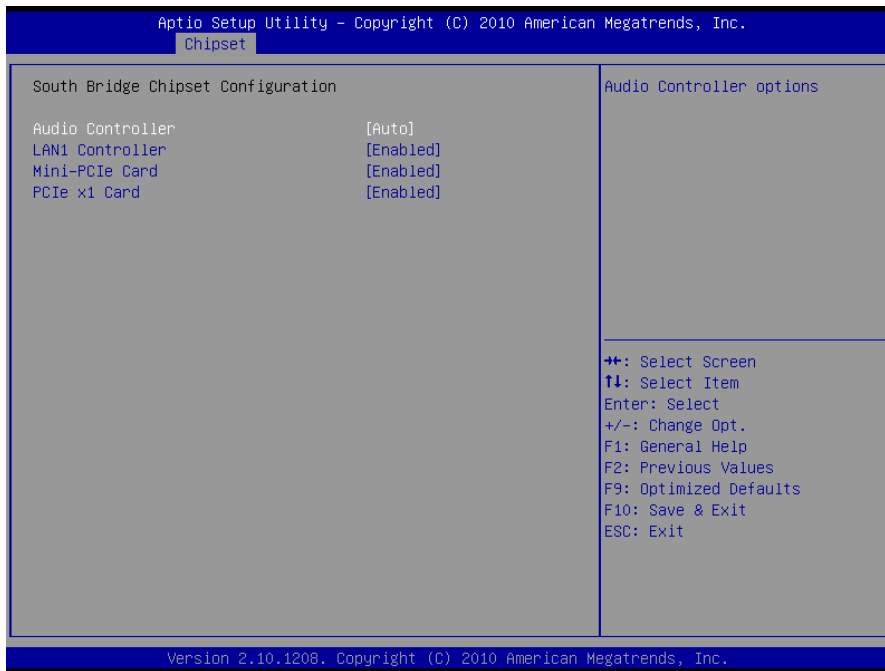 Aptio Setup Utility – Copyright (C) 2010 American Megatrends, Inc.
Chipset
South Bridge Chipset Configuration
Audio Controller [Auto]
LAN1 Controller [Enabled]
Mini-PCIe Card [Enabled]
PCIe x1 Card [Enabled]
Audio Controller options
→←: Select Screen
↑↓: Select Item
Enter: Select
+/-: Change Opt.
F1: General Help
F2: Previous Values
F9: Optimized Defaults
F10: Save & Exit
ESC: Exit
Version 2.10.1208. Copyright (C) 2010 American Megatrends, Inc.